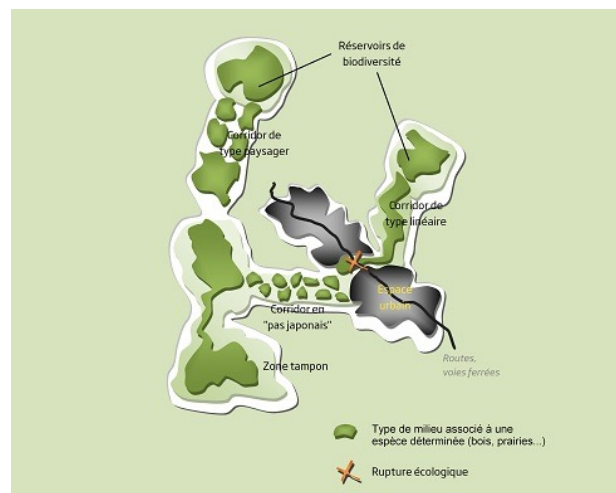 Réservoirs de
biodiversité
Corridor de
type paysager
Corridor de
type linéaire
Espace
urbain
Corridor en
"pas japonais"
Zone tampon
Routes,
voies ferrées
Type de milieu associé à une
espèce déterminée (bois, prairies...)
Rupture écologique